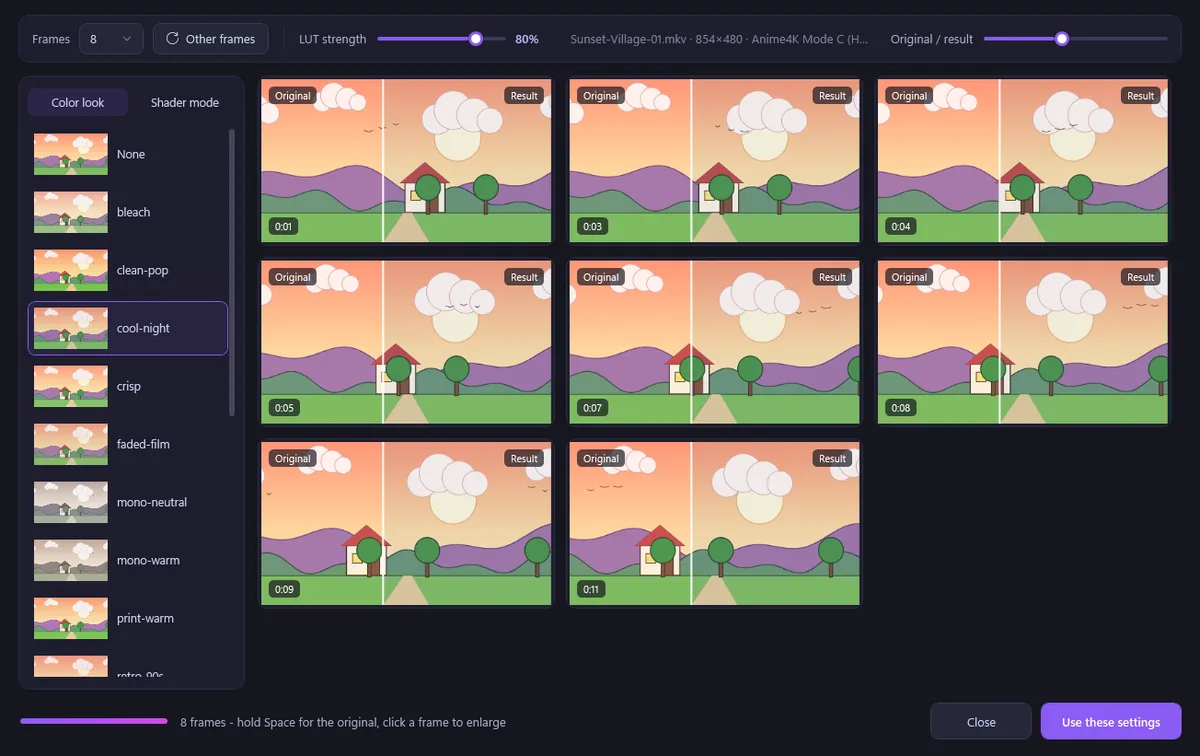 Frames 8 Other frames LUT strength 80% Sunset-Village-01.mkv · 854×480 · Anime4K Mode C (H... Original / result
Color look Shader mode
None
bleach
clean-pop
cool-night
crisp
faded-film
mono-neutral
mono-warm
print-warm
retro-90s
Original Result
0:01
Original Result
0:03
Original Result
0:04
Original Result
0:05
Original Result
0:07
Original Result
0:08
Original Result
0:09
Original Result
0:11
8 frames - hold Space for the original, click a frame to enlarge
Close Use these settings